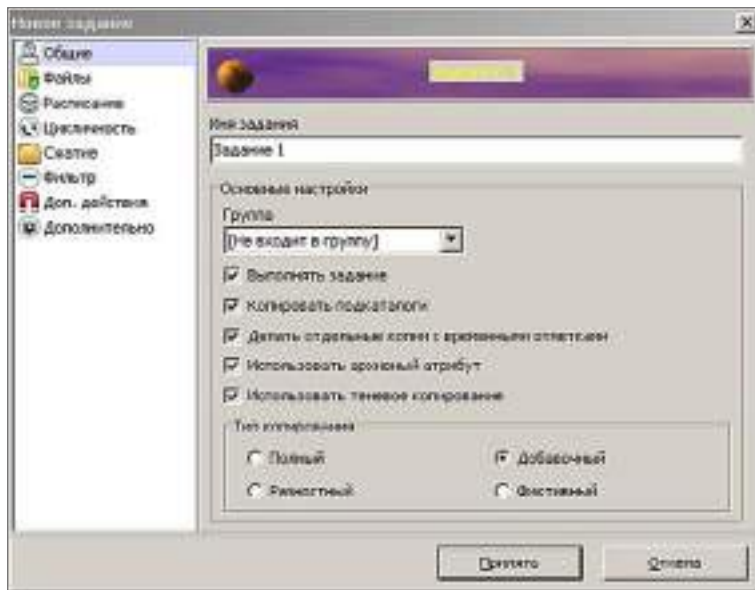 Новое задание
Общие
Файлы
Расписание
Цикличность
Сжатие
Фильтр
Доп. действия
Дополнительно
Имя задания
Задание 1
Основные настройки
Группа
[Не входит в группу]
Выполнять задание
Копировать подкаталоги
Делать отдельные копии с временными отметками
Использовать архивный атрибут
Использовать теневое копирование
Тип копирования
Полный
Добавочный
Разностный
Фиктивный
Принять
Отмена